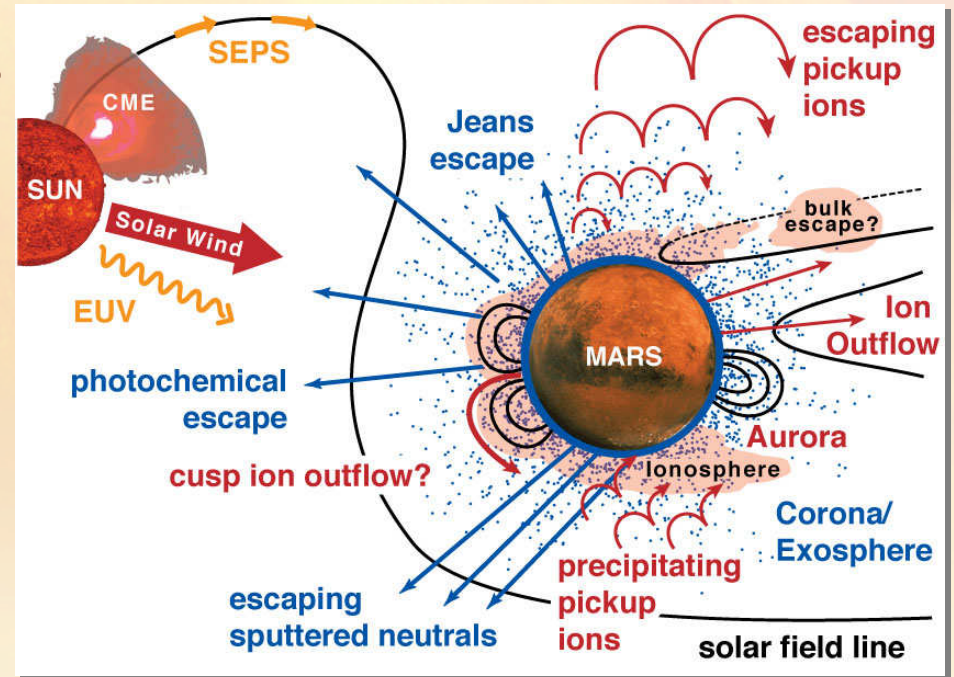 SEPS
CME
SUN
Solar Wind
EUV
Jeans
escape
escaping
pickup
ions
bulk
escape?
Ion
Outflow
MARS
photochemical
escape
cusp ion outflow?
Aurora
Ionosphere
Corona/
Exosphere
escaping
sputtered neutrals
precipitating
pickup
ions
solar field line